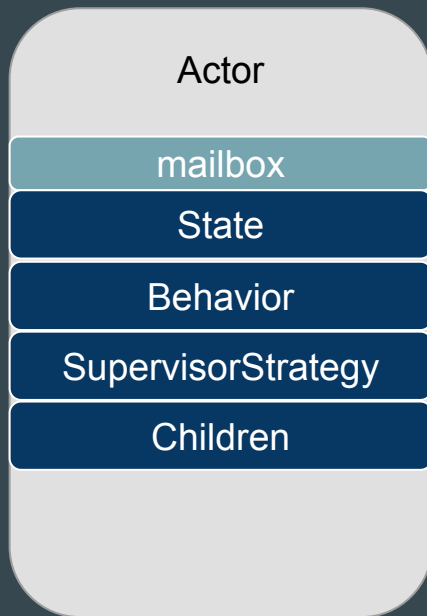 Actor
mailbox
State
Behavior
SupervisorStrategy
Children